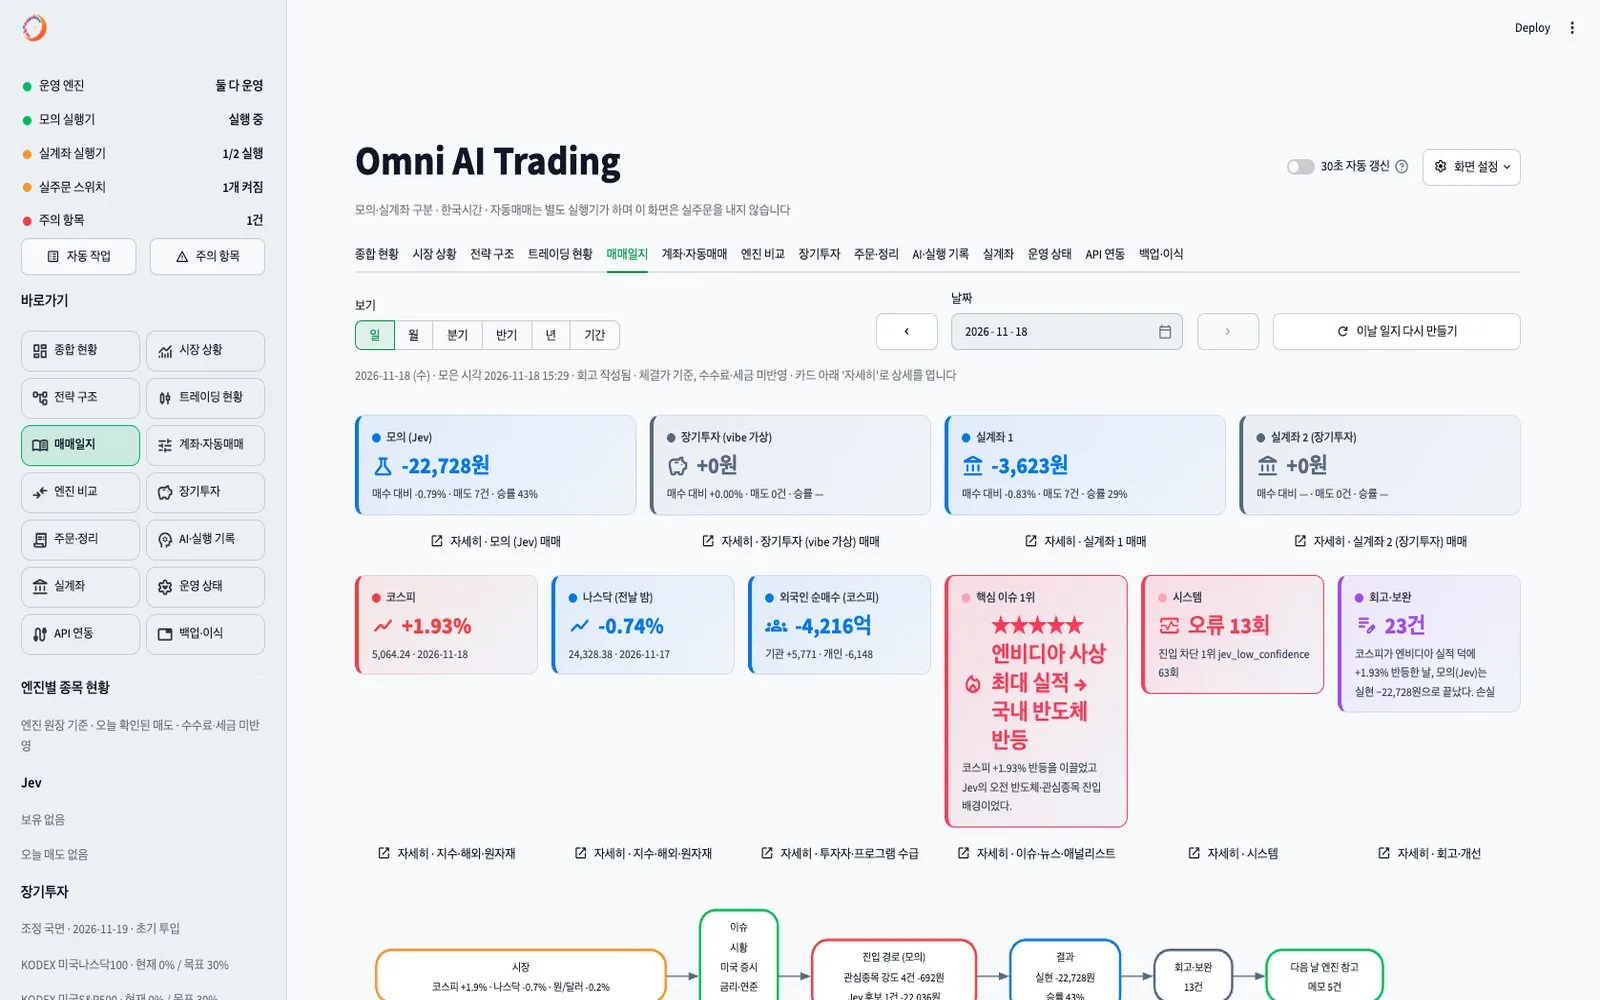 Deploy
운영 엔진 둘 다 운영
모의 실행기 실행 중
실계좌 실행기 1/2 실행
실주문 스위치 1개 켜짐
주의 항목 1건
자동 작업 주의 항목
바로가기
종합 현황 시장 상황
전략 구조 트레이딩 현황
매매일지 계좌·자동매매
엔진 비교 장기투자
주문·정리 AI·실행 기록
실계좌 운영 상태
API 연동 백업·이식
엔진별 종목 현황
엔진 원장 기준 · 오늘 확인된 매도 · 수수료·세금 미반
영
Jev
보유 없음
오늘 매도 없음
장기투자
조정 국면 · 2026-11-19 · 초기 투입
KODEX 미국나스닥100 · 현재 0% / 목표 30%
KODEX 미국S&P500 · 현재 0% / 목표 30%
Omni AI Trading
30초 자동 갱신 화면 설정
모의·실계좌 구분 · 한국시간 · 자동매매는 별도 실행기가 하며 이 화면은 실주문을 내지 않습니다
종합 현황 시장 상황 전략 구조 트레이딩 현황 매매일지 계좌·자동매매 엔진 비교 장기투자 주문·정리 AI·실행 기록 실계좌 운영 상태 API 연동 백업·이식
보기 날짜
일 월 분기 반기 년 기간 2026-11-18 이날 일지 다시 만들기
2026-11-18 (수) · 모은 시각 2026-11-18 15:29 · 회고 작성됨 · 체결가 기준, 수수료·세금 미반영 · 카드 아래 '자세히'로 상세를 엽니다
모의 (Jev)
-22,728원
매수 대비 -0.79% · 매도 7건 · 승률 43%
장기투자 (vibe 가상)
+0원
매수 대비 +0.00% · 매도 0건 · 승률 —
실계좌 1
-3,623원
매수 대비 -0.83% · 매도 7건 · 승률 29%
실계좌 2 (장기투자)
+0원
매수 대비 — · 매도 0건 · 승률 —
자세히 · 모의 (Jev) 매매 자세히 · 장기투자 (vibe 가상) 매매 자세히 · 실계좌 1 매매 자세히 · 실계좌 2 (장기투자) 매매
코스피
+1.93%
5,064.24 · 2026-11-18
나스닥 (전날 밤)
-0.74%
24,328.38 · 2026-11-17
외국인 순매수 (코스피)
-4,216억
기관 +5,771 · 개인 -6,148
핵심 이슈 1위
★★★★★
엔비디아 사상
최대 실적 →
국내 반도체
반등
코스피 +1.93% 반등을 이끌었고
Jev의 오전 반도체·관심종목 진입
배경이었다.
시스템
오류 13회
진입 차단 1위 jev_low_confidence
63회
회고·보완
23건
코스피가 엔비디아 실적 덕에
+1.93% 반등한 날, 모의(Jev)는
실현 −22,728원으로 끝났다. 손실
자세히 · 지수·해외·원자재 자세히 · 지수·해외·원자재 자세히 · 투자자·프로그램 수급 자세히 · 이슈·뉴스·애널리스트 자세히 · 시스템 자세히 · 회고·개선
시장
코스피 +1.9% · 나스닥 -0.7% · 원/달러 -0.2%
이슈
시황
미국 증시
금리·연준
진입 경로 (모의)
관심종목 강도 4건 -692원
Jev 후보 1건 -22,036원
결과
실현 -22,728원
승률 43%
회고·보완
13건
다음 날 엔진 참고
메모 5건